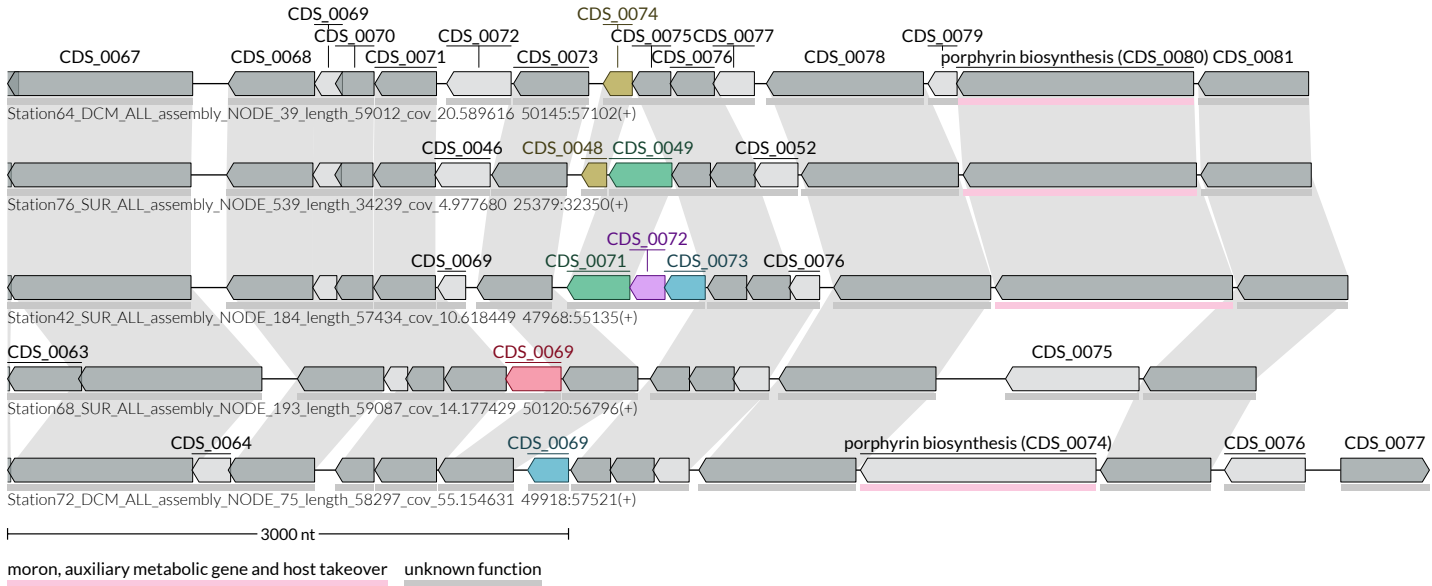 CDS_0069 CDS_0074
CDS_0070 CDS_0072 CDS_0075 CDS_0077 CDS_0079
CDS_0067 CDS_0068 CDS_0071 CDS_0073 CDS_0076 CDS_0078 porphyrin biosynthesis (CDS_0080) CDS_0081
Station64_DCM_ALL_assembly_NODE_39_length_59012_cov_20.589616 50145:57102(+)
CDS_0046 CDS_0048 CDS_0049 CDS_0052
Station76_SUR_ALL_assembly_NODE_539_length_34239_cov_4.977680 25379:32350(+)
CDS_0072
CDS_0069 CDS_0071 CDS_0073 CDS_0076
Station42_SUR_ALL_assembly_NODE_184_length_57434_cov_10.618449 47968:55135(+)
CDS_0063 CDS_0069 CDS_0075
Station68_SUR_ALL_assembly_NODE_193_length_59087_cov_14.177429 50120:56796(+)
CDS_0064 CDS_0069 porphyrin biosynthesis (CDS_0074) CDS_0076 CDS_0077
Station72_DCM_ALL_assembly_NODE_75_length_58297_cov_55.154631 49918:57521(+)
3000 nt
moron, auxiliary metabolic gene and host takeover unknown function